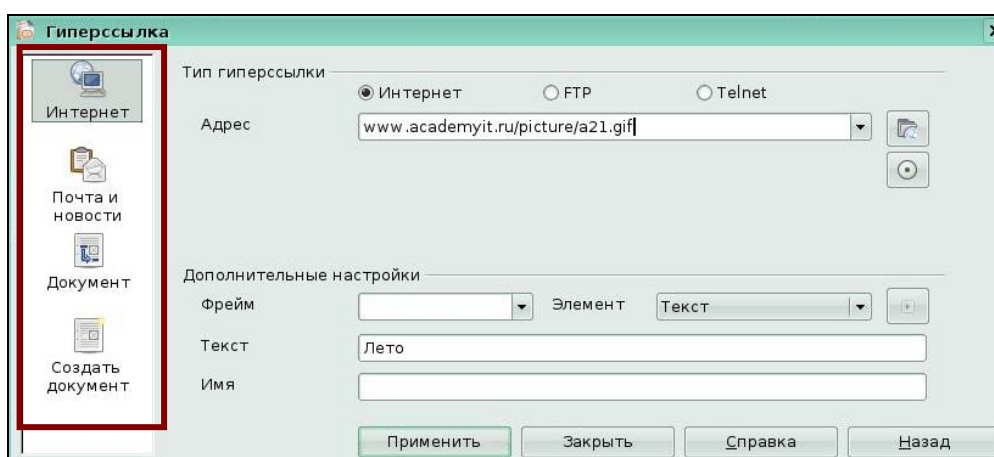 Гиперссылка
Интернет
Почта и
новости
Документ
Создать
документ
Тип гиперссылки
Интернет FTP Telnet
Адрес www.academyit.ru/picture/a21.gif
Дополнительные настройки
Фрейм Элемент Текст
Текст Лето
Имя
Применить Закрыть Справка Назад